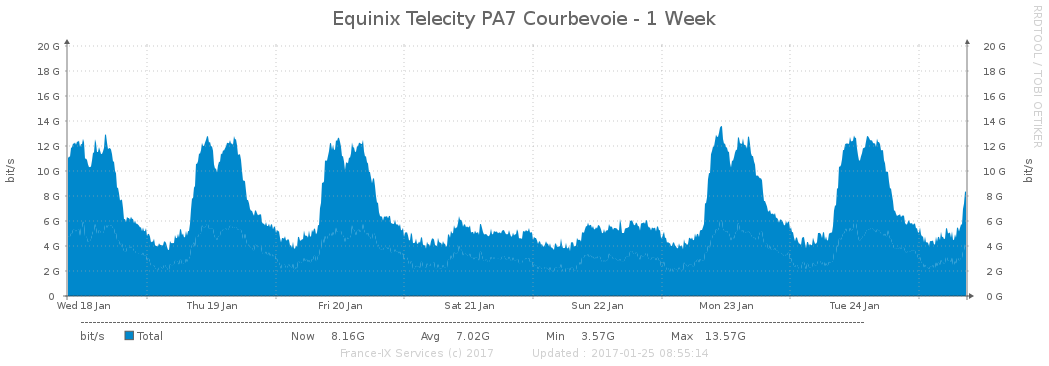 Equinix Telecity PA7 Courbevoie - 1 Week
RRDTOOL / TOBI OETIKER
bit/s
20 G
18 G
16 G
14 G
12 G
10 G
8 G
6 G
4 G
2 G
0
20 G
18 G
16 G
14 G
12 G
10 G
8 G
6 G
4 G
2 G
0 G
bit/s
Wed 18 Jan Thu 19 Jan Fri 20 Jan Sat 21 Jan Sun 22 Jan Mon 23 Jan Tue 24 Jan
bit/s Total Now 8.16G Avg 7.02G Min 3.57G Max 13.57G
France-IX Services (c) 2017 Updated : 2017-01-25 08:55:14